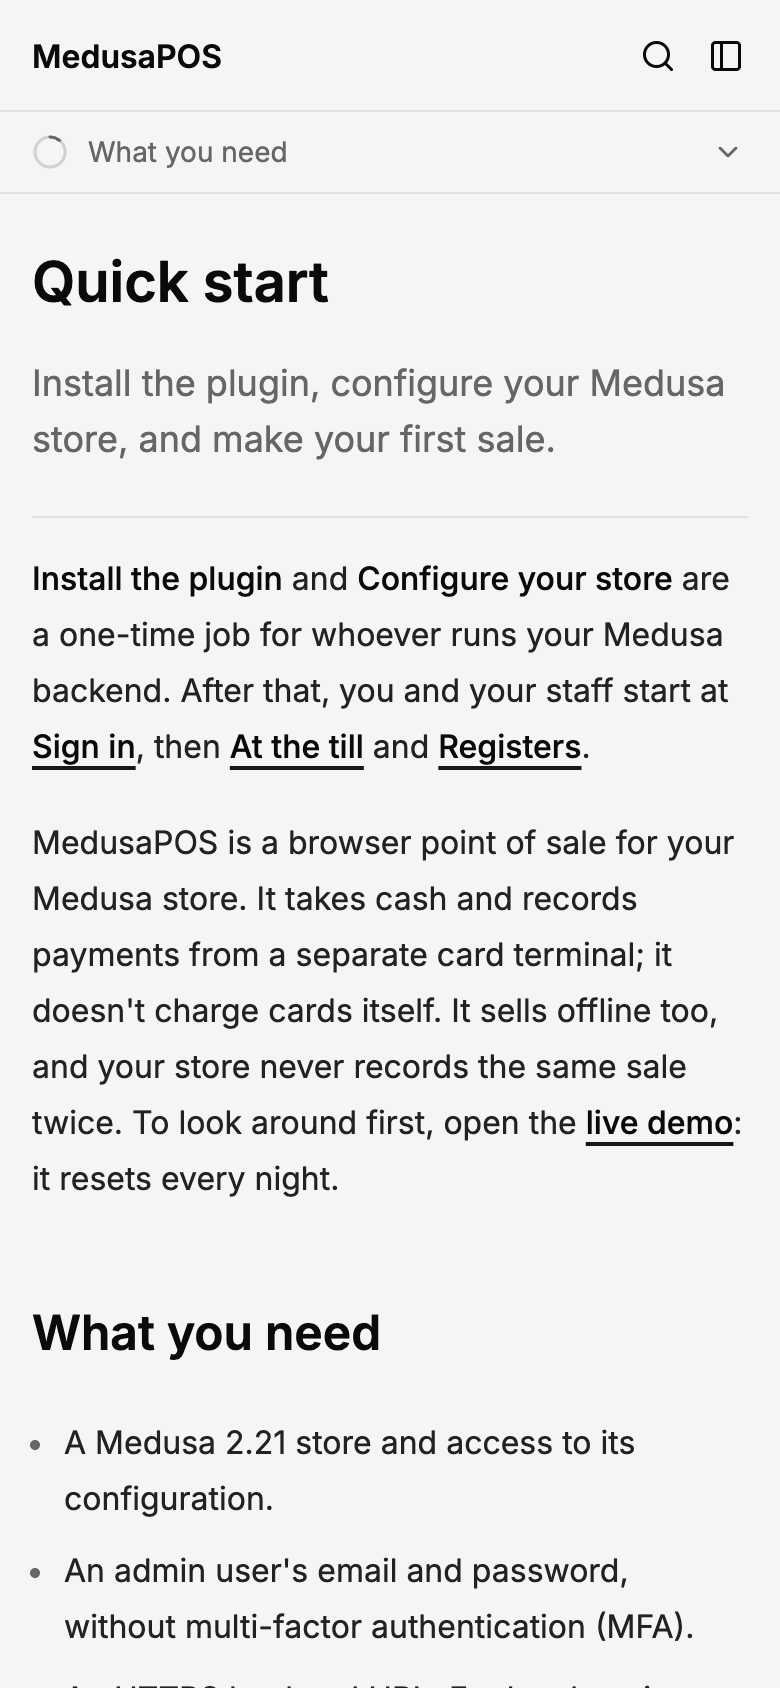 MedusaPOS
What you need
Quick start
Install the plugin, configure your Medusa
store, and make your first sale.
Install the plugin and Configure your store are
a one-time job for whoever runs your Medusa
backend. After that, you and your staff start at
Sign in, then At the till and Registers.
MedusaPOS is a browser point of sale for your
Medusa store. It takes cash and records
payments from a separate card terminal; it
doesn't charge cards itself. It sells offline too,
and your store never records the same sale
twice. To look around first, open the live demo:
it resets every night.
What you need
• A Medusa 2.21 store and access to its
configuration.
• An admin user's email and password,
without multi-factor authentication (MFA).